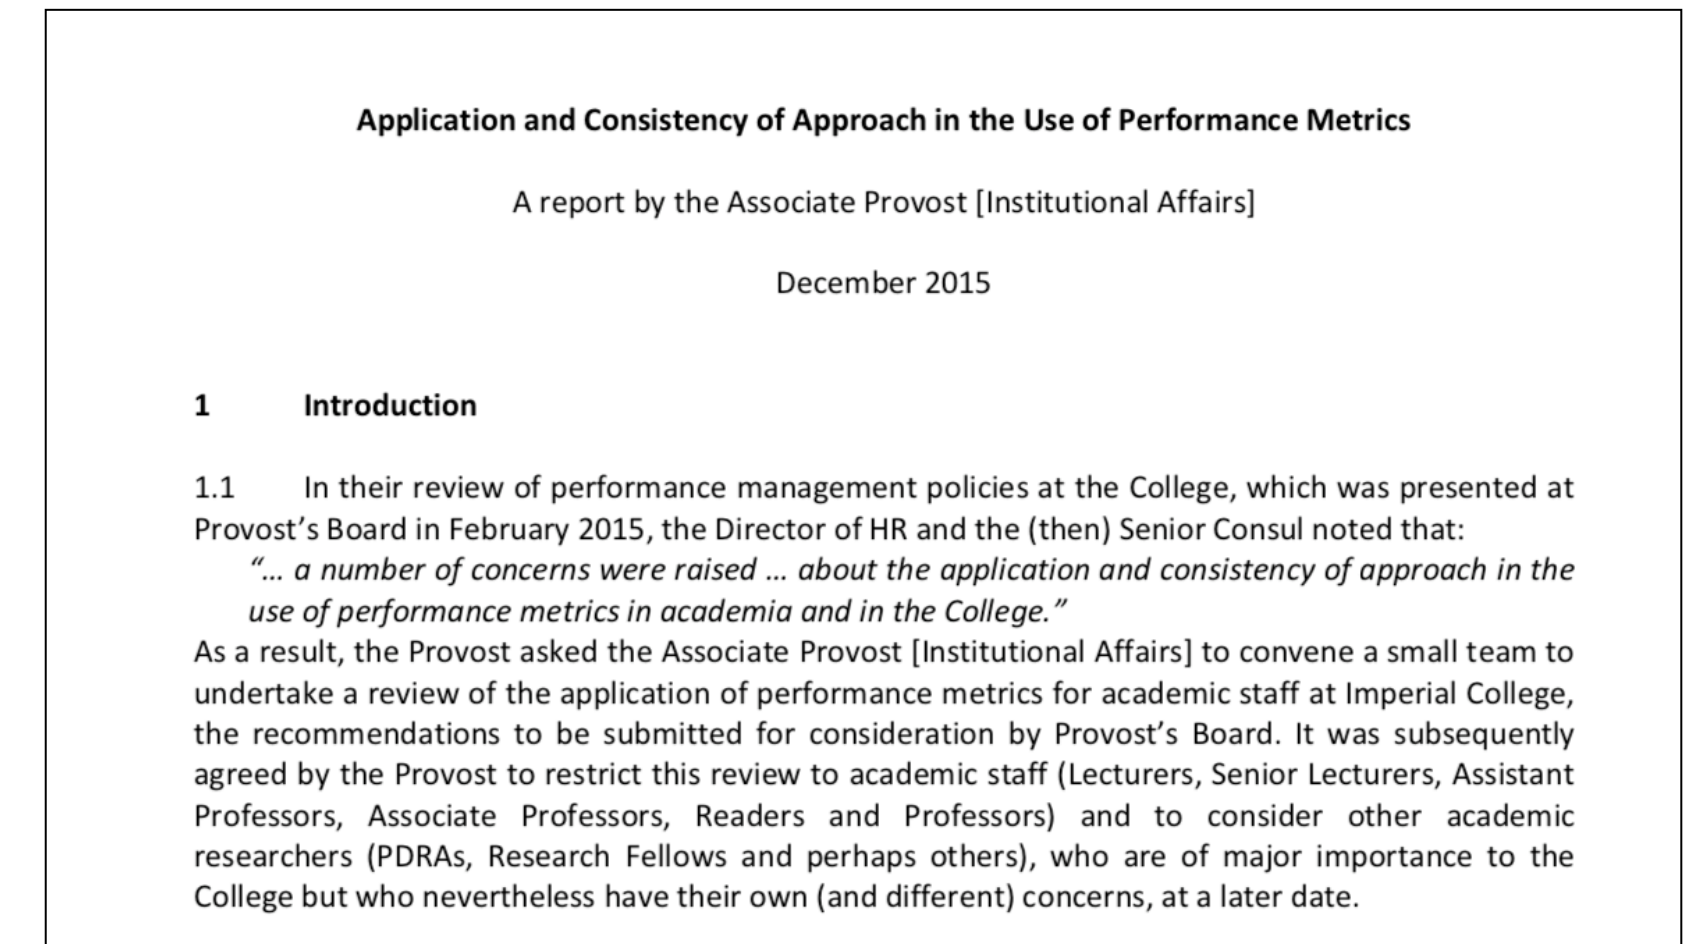 Application and Consistency of Approach in the Use of Performance Metrics
A report by the Associate Provost [Institutional Affairs]
December 2015
1 Introduction
1.1 In their review of performance management policies at the College, which was presented at
Provost’s Board in February 2015, the Director of HR and the (then) Senior Consul noted that:
“… a number of concerns were raised … about the application and consistency of approach in the
use of performance metrics in academia and in the College.”
As a result, the Provost asked the Associate Provost [Institutional Affairs] to convene a small team to
undertake a review of the application of performance metrics for academic staff at Imperial College,
the recommendations to be submitted for consideration by Provost’s Board. It was subsequently
agreed by the Provost to restrict this review to academic staff (Lecturers, Senior Lecturers, Assistant
Professors, Associate Professors, Readers and Professors) and to consider other academic
researchers (PDRAs, Research Fellows and perhaps others), who are of major importance to the
College but who nevertheless have their own (and different) concerns, at a later date.